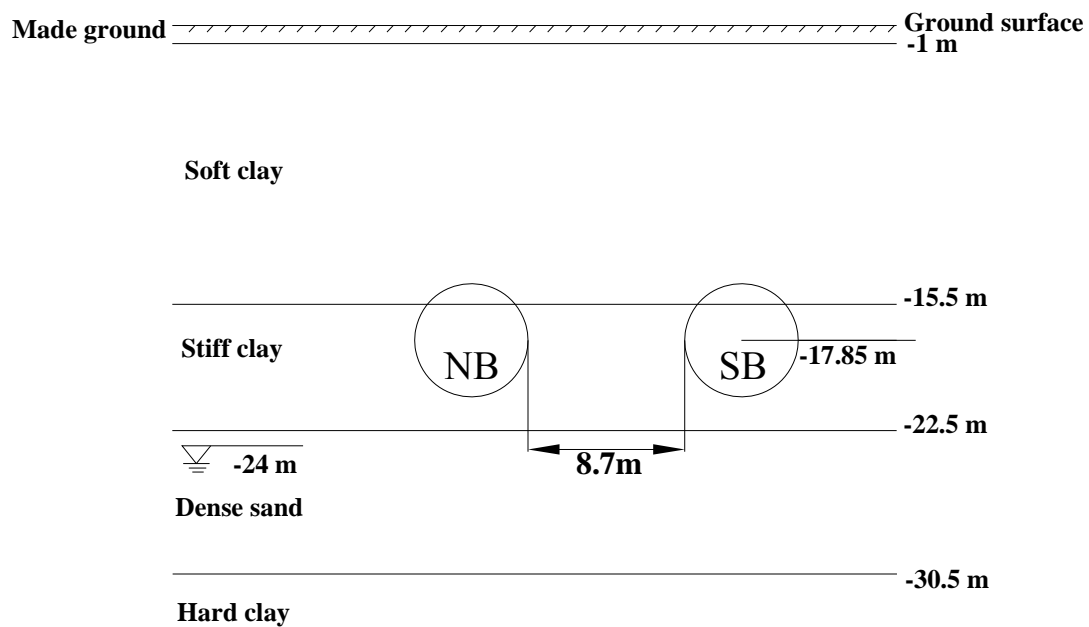 Made ground
Ground surface
-1 m
Soft clay
-15.5 m
Stiff clay
NB
SB
-17.85 m
-22.5 m
-24 m
8.7m
Dense sand
-30.5 m
Hard clay